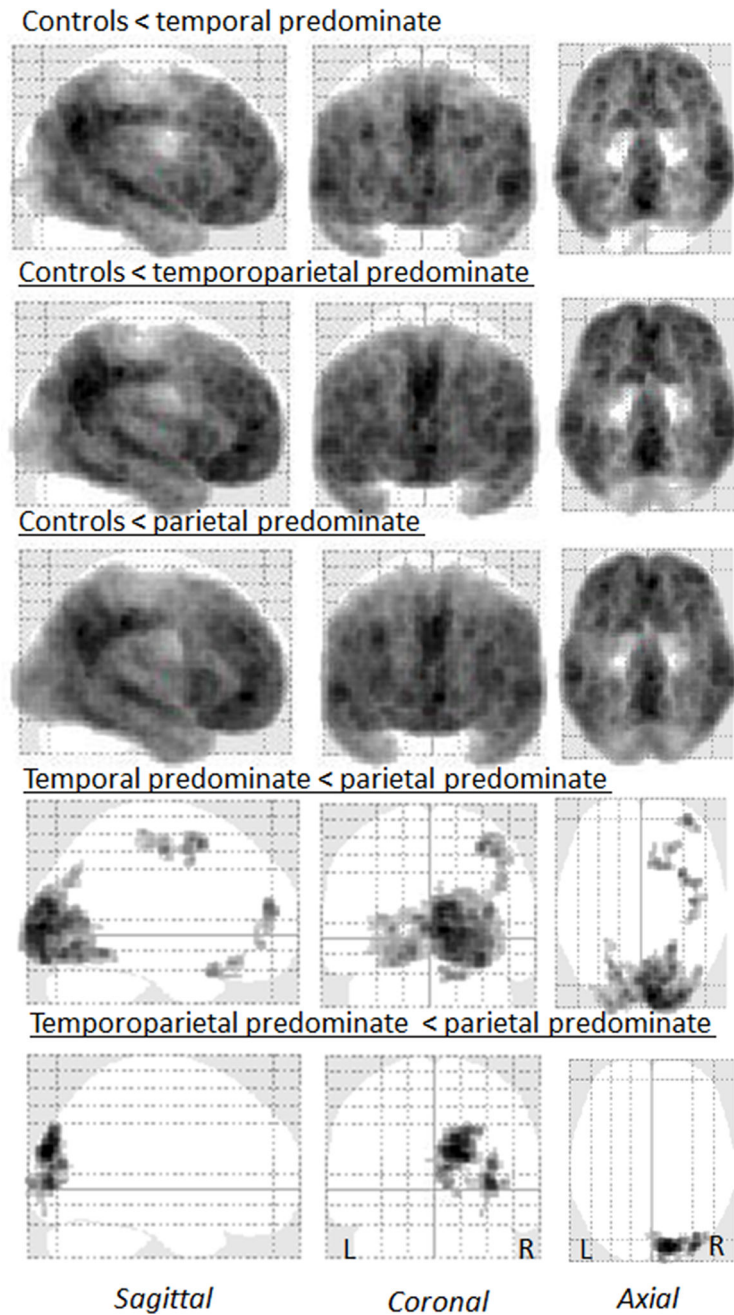 Controls < temporal predominate
Controls < temporoparietal predominate
Controls < parietal predominate
Temporal predominate < parietal predominate
Temporoparietal predominate < parietal predominate
L R L R
Sagittal Coronal Axial